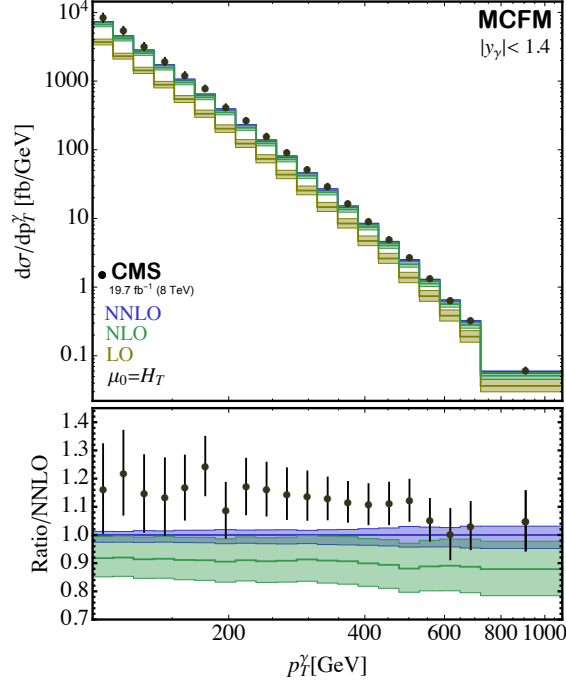 10⁴
1000
100
10
1
0.1
dσ/dp_T^γ [fb/GeV]
MCFM
|y_γ|< 1.4
CMS
19.7 fb⁻¹ (8 TeV)
NNLO
NLO
LO
μ₀=H_T
1.4
1.3
1.2
1.1
1.0
0.9
0.8
0.7
Ratio/NNLO
200 400 600 800 1000
p_T^γ[GeV]